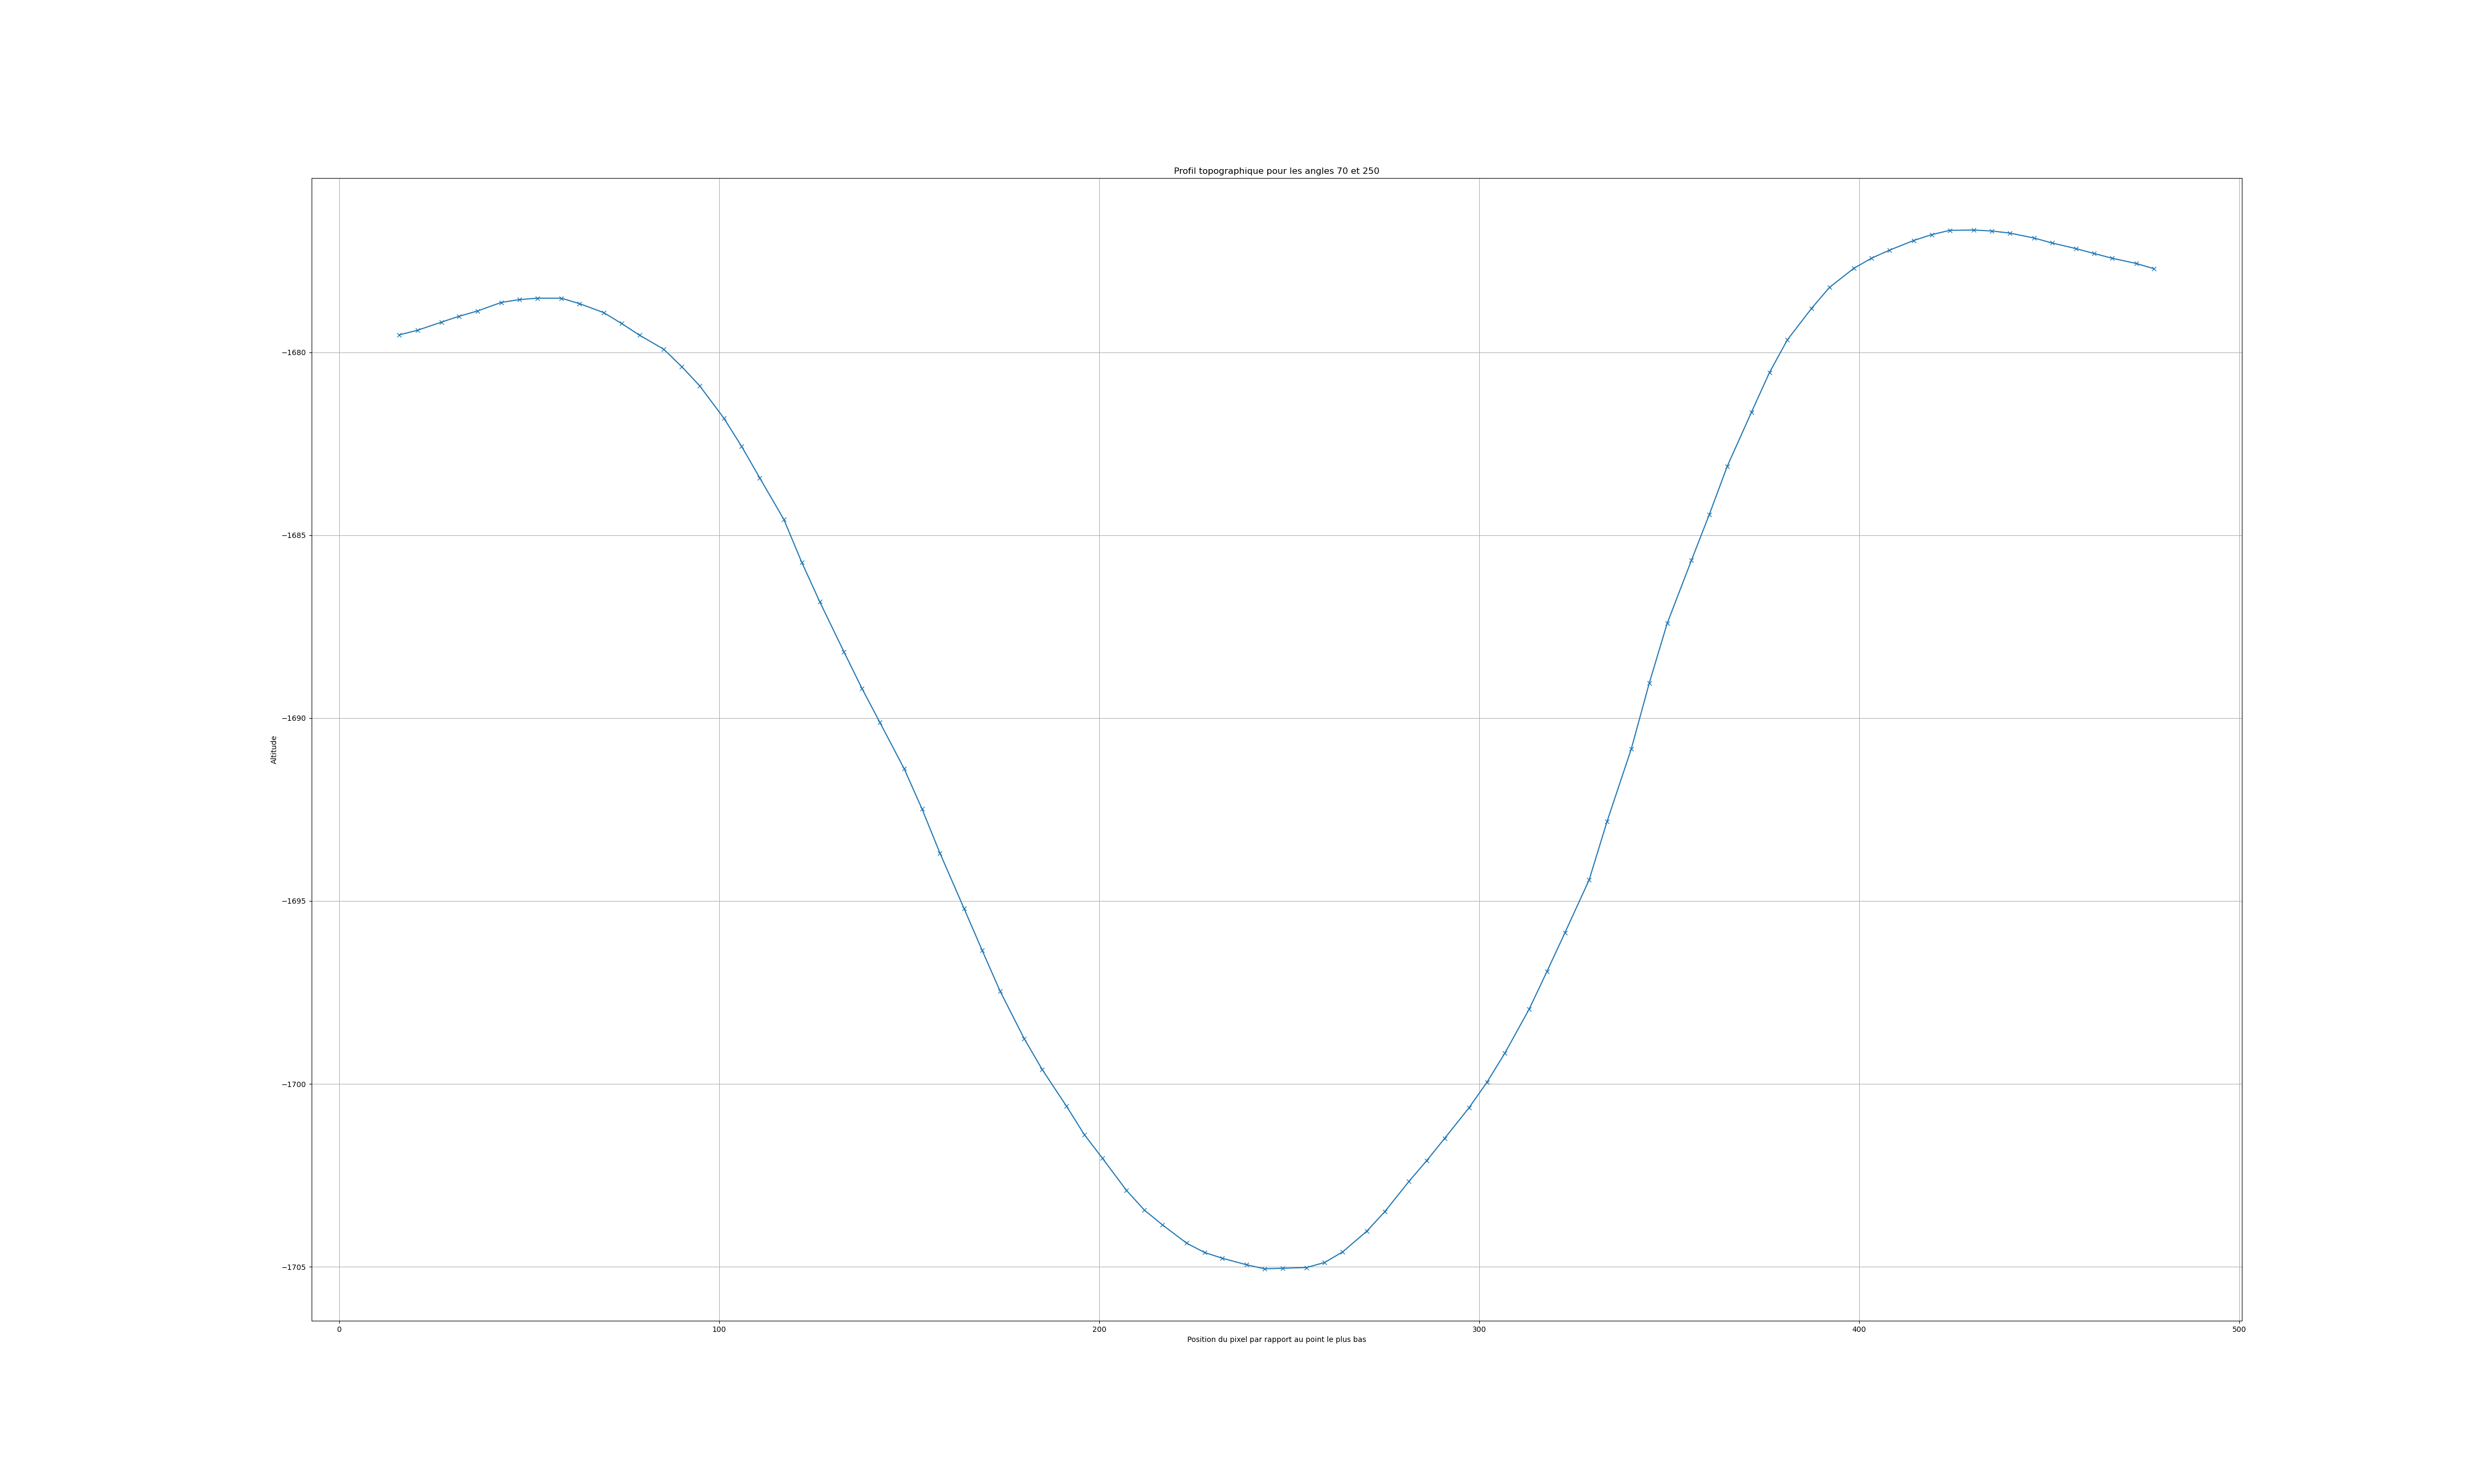 Profil topographique pour les angles 70 et 250
Altitude
−1680
−1685
−1690
−1695
−1700
−1705
0 100 200 300 400 500
Position du pixel par rapport au point le plus bas